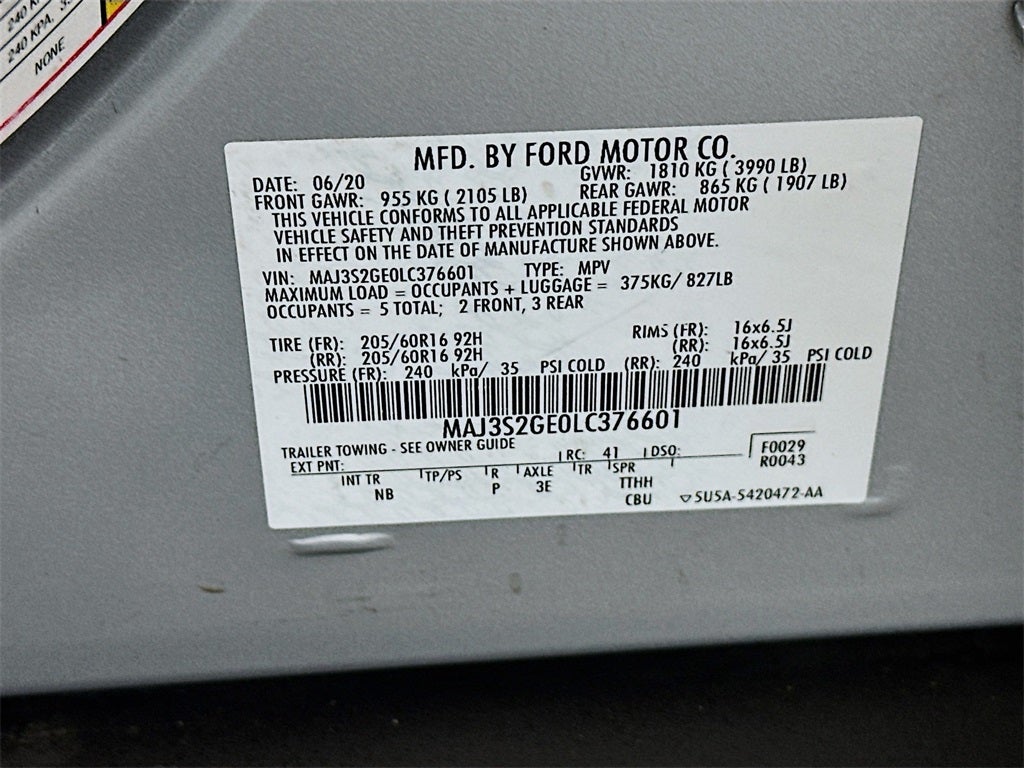 240 K
240 KPA, 3
NONE
MFD. BY FORD MOTOR CO.
DATE: 06/20 GVWR: 1810 KG ( 3990 LB)
FRONT GAWR: 955 KG ( 2105 LB) REAR GAWR: 865 KG ( 1907 LB)
THIS VEHICLE CONFORMS TO ALL APPLICABLE FEDERAL MOTOR
VEHICLE SAFETY AND THEFT PREVENTION STANDARDS
IN EFFECT ON THE DATE OF MANUFACTURE SHOWN ABOVE.
VIN: MAJ3S2GE0LC376601 TYPE: MPV
MAXIMUM LOAD = OCCUPANTS + LUGGAGE = 375KG/ 827LB
OCCUPANTS = 5 TOTAL; 2 FRONT, 3 REAR
TIRE (FR): 205/60R16 92H RIMS (FR): 16x6.5J
(RR): 205/60R16 92H (RR): 16x6.5J
PRESSURE (FR): 240 kPa/ 35 PSI COLD (RR): 240 kPa/ 35 PSI COLD
MAJ3S2GE0LC376601
TRAILER TOWING - SEE OWNER GUIDE
EXT PNT: RC: 41 DSO: F0029
R0043
INT TR TP/PS R AXLE TR SPR
NB P 3E TTHH
CBU 5U5A-5420472-AA